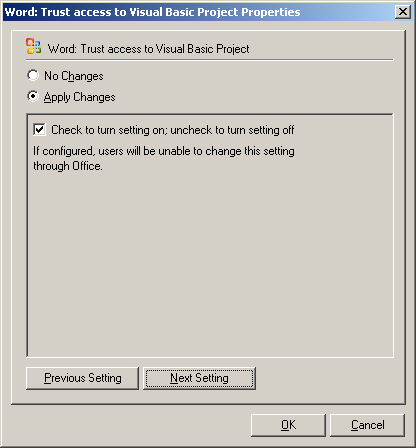 Word: Trust access to Visual Basic Project Properties
Word: Trust access to Visual Basic Project
No Changes
Apply Changes
Check to turn setting on; uncheck to turn setting off
If configured, users will be unable to change this setting
through Office.
Previous Setting
Next Setting
OK
Cancel